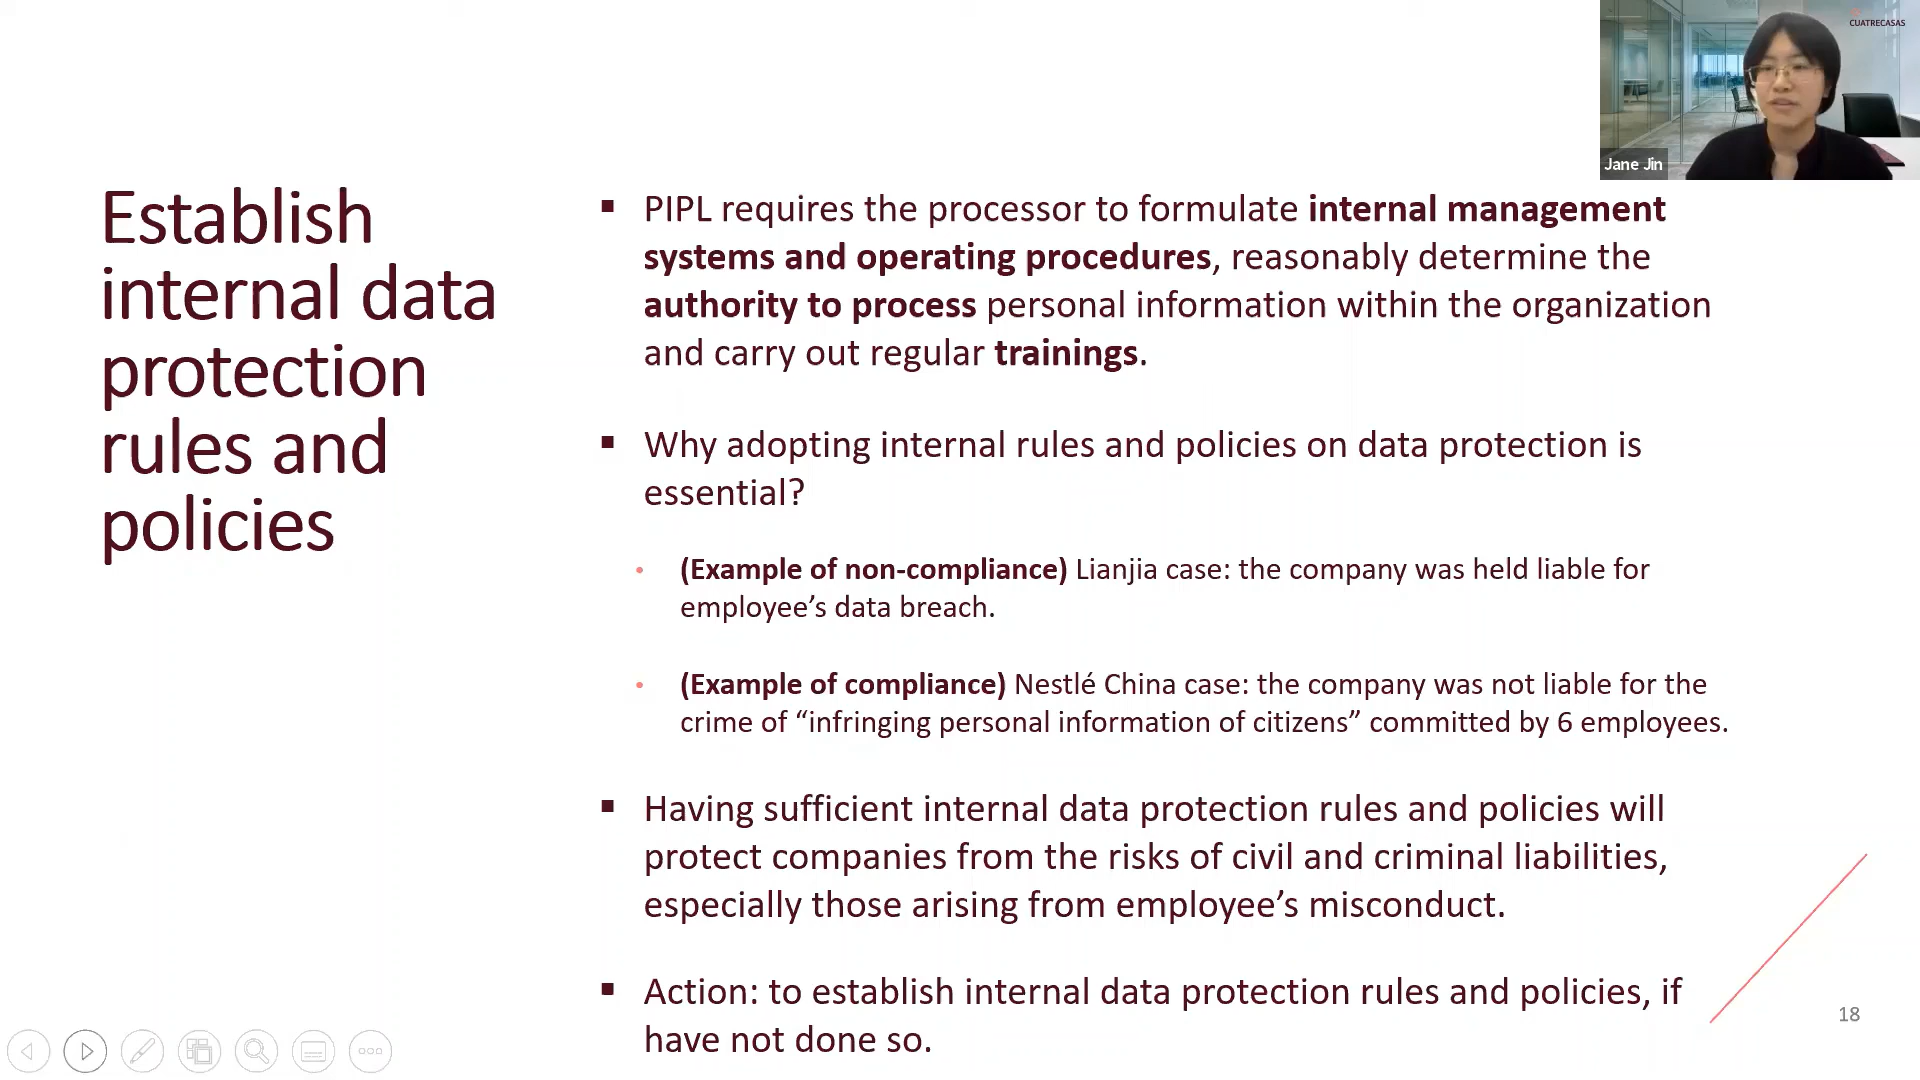 CUATRECASAS
Jane Jin
Establish
internal data
protection
rules and
policies
PIPL requires the processor to formulate internal management
systems and operating procedures, reasonably determine the
authority to process personal information within the organization
and carry out regular trainings.
Why adopting internal rules and policies on data protection is
essential?
(Example of non-compliance) Lianjia case: the company was held liable for
employee’s data breach.
(Example of compliance) Nestlé China case: the company was not liable for the
crime of “infringing personal information of citizens” committed by 6 employees.
Having sufficient internal data protection rules and policies will
protect companies from the risks of civil and criminal liabilities,
especially those arising from employee’s misconduct.
Action: to establish internal data protection rules and policies, if
have not done so.
18